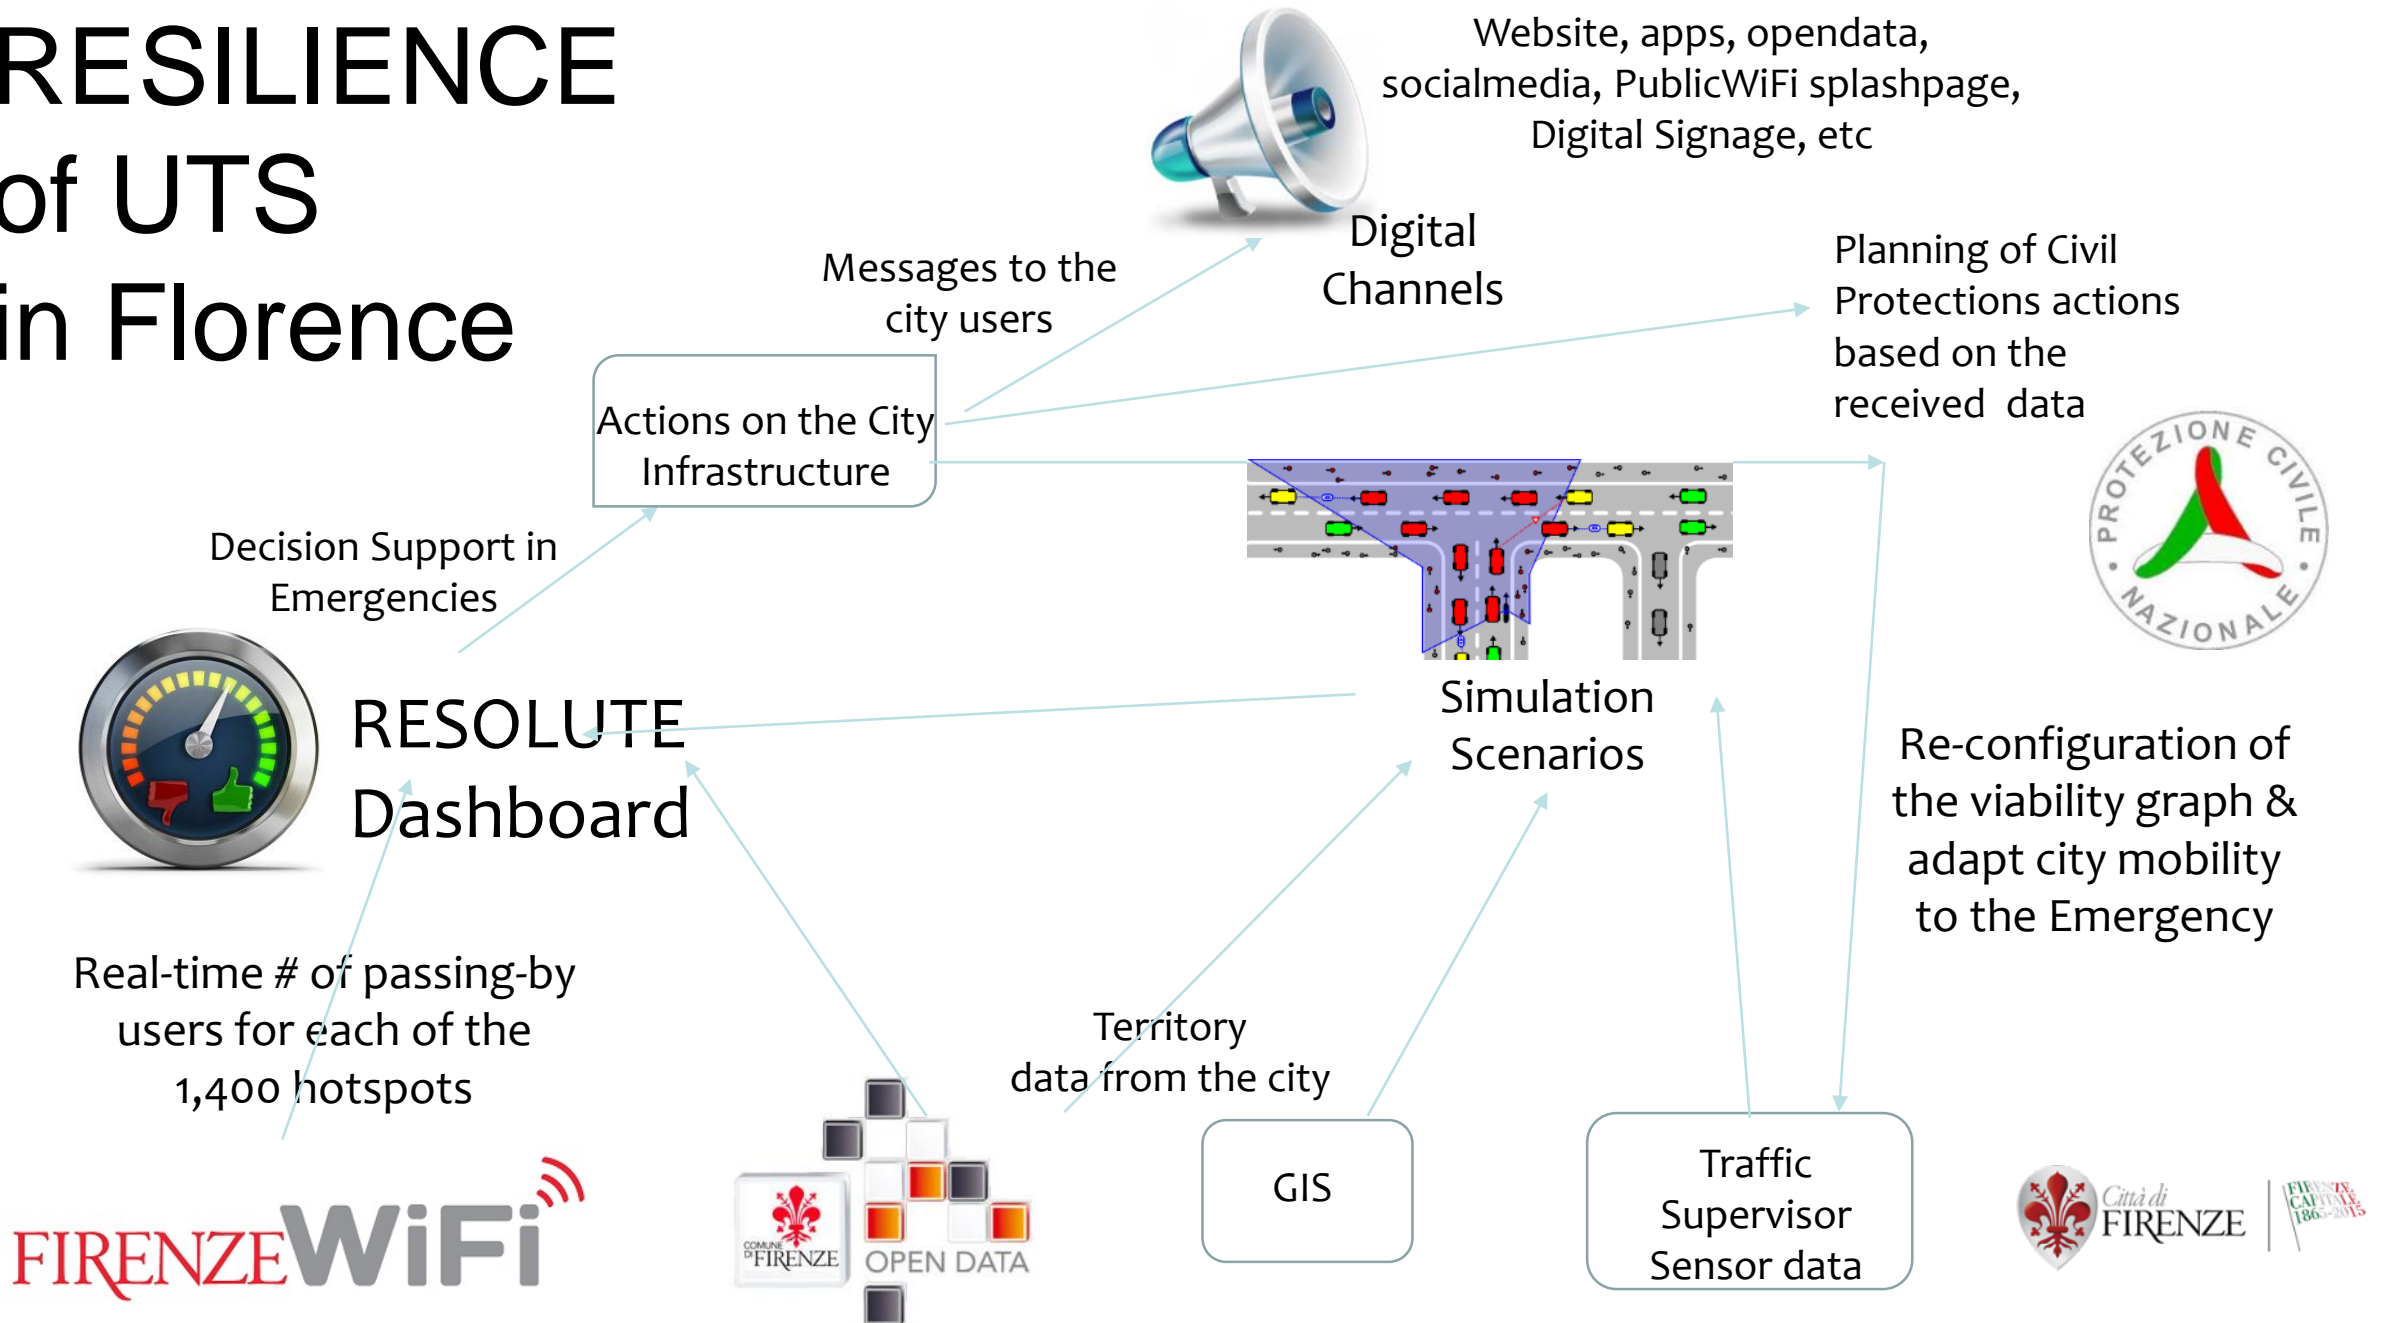 RESILIENCE
of UTS
in Florence
Website, apps, opendata,
socialmedia, PublicWiFi splashpage,
Digital Signage, etc
Digital
Channels
Messages to the
city users
Planning of Civil
Protections actions
based on the
received data
Actions on the City
Infrastructure
PROTEZIONE CIVILE
NAZIONALE
Decision Support in
Emergencies
RESOLUTE
Dashboard
Simulation
Scenarios
Re-configuration of
the viability graph &
adapt city mobility
to the Emergency
Real-time # of passing-by
users for each of the
1,400 hotspots
Territory
data from the city
FIRENZEWiFi
COMUNE
DI FIRENZE
OPEN DATA
GIS
Traffic
Supervisor
Sensor data
Città di
FIRENZE
FIRENZE
CAPITALE
1865-2015